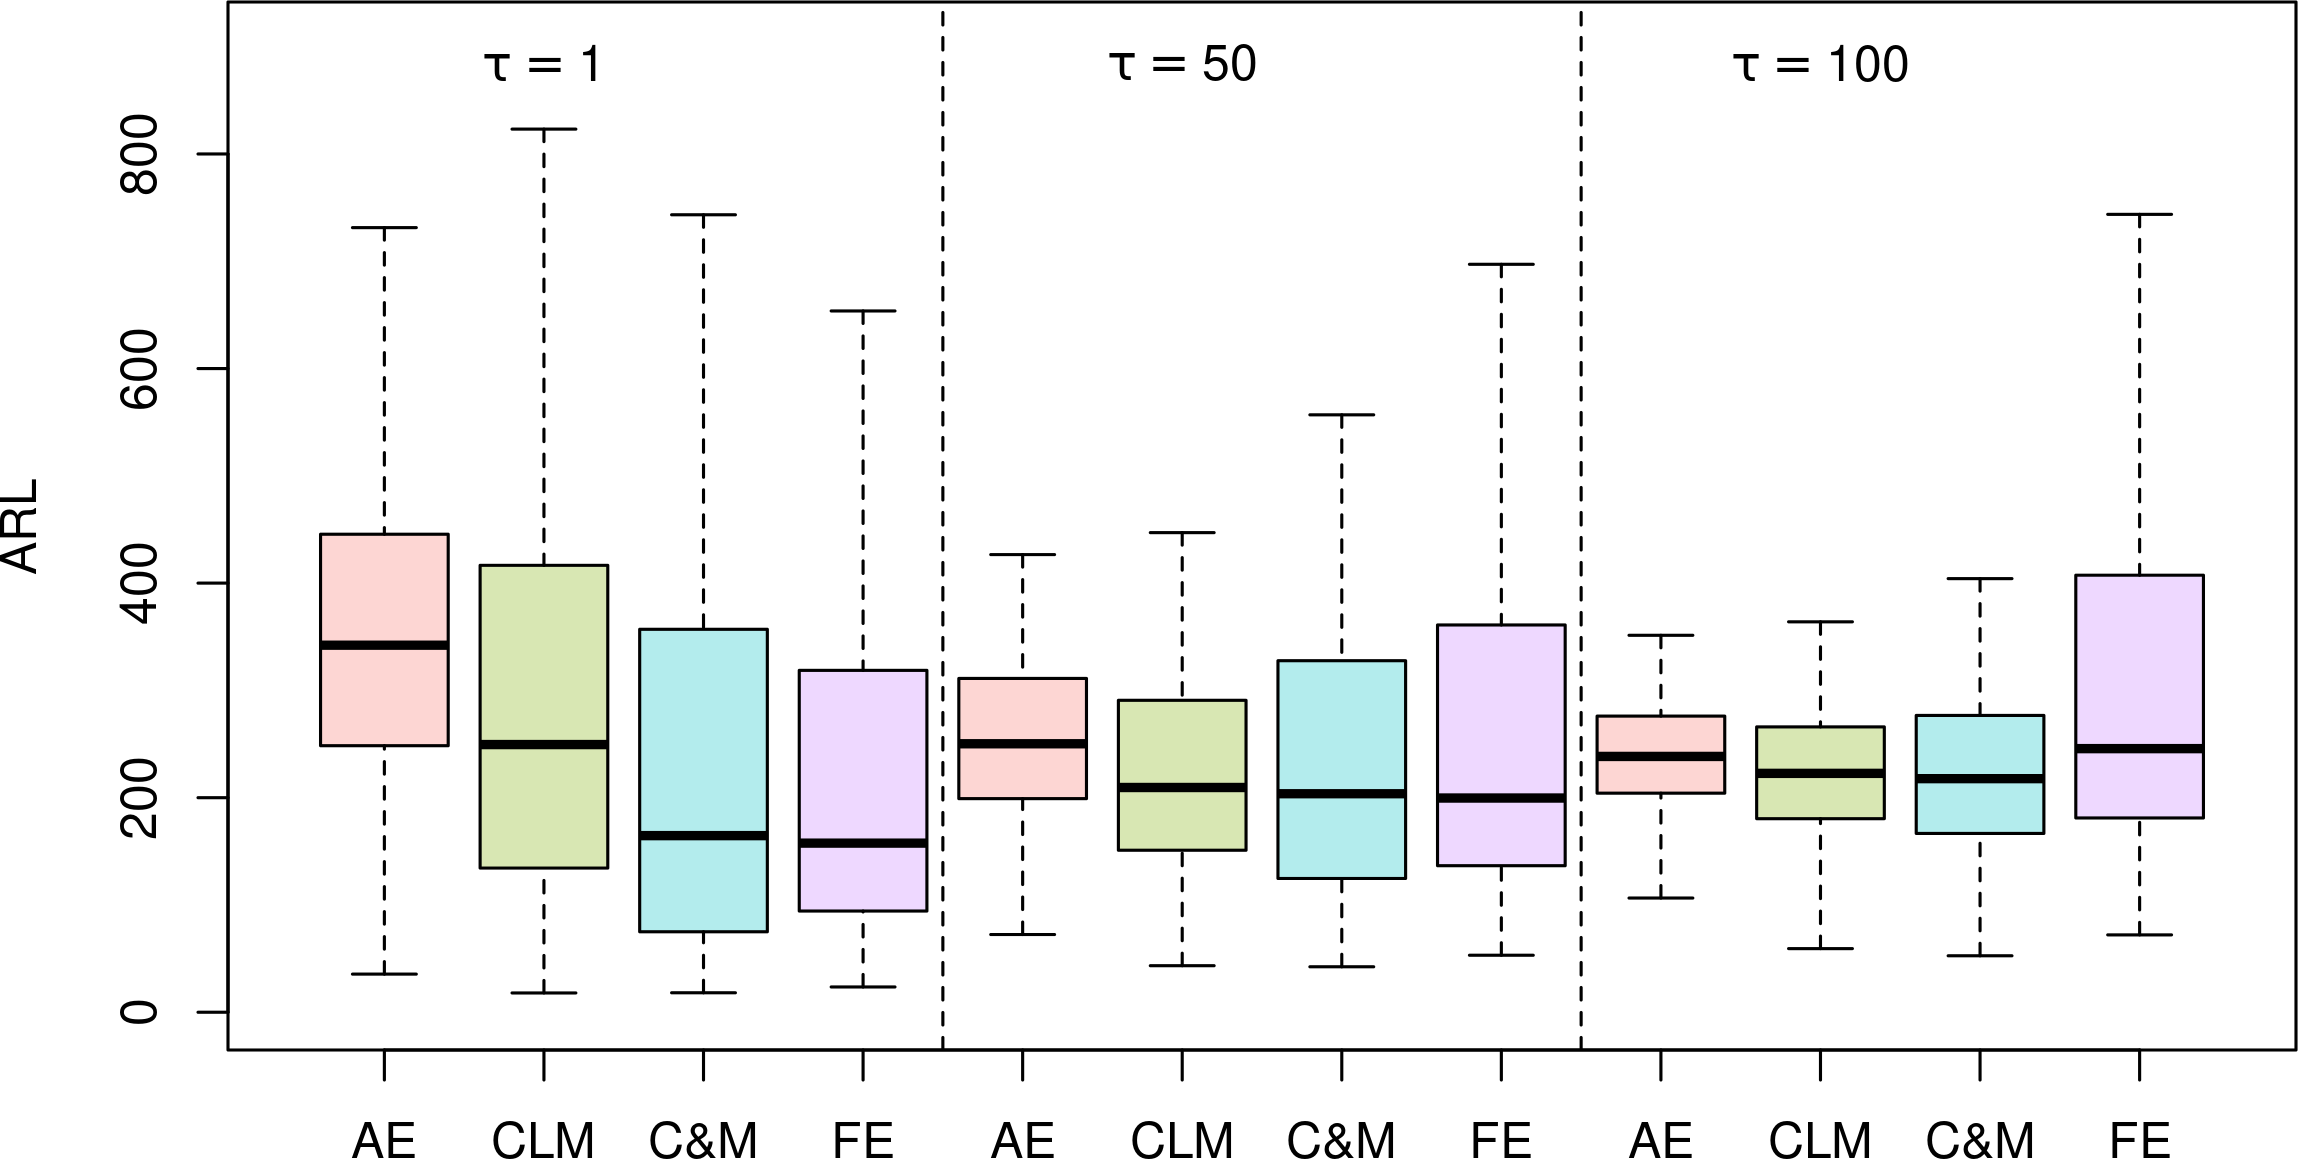 τ = 1
τ = 50
τ = 100
800
600
400
200
0
ARL
AE CLM C&M FE AE CLM C&M FE AE CLM C&M FE